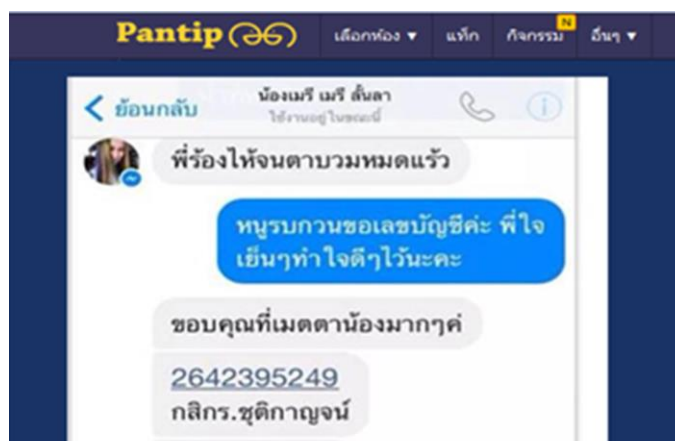 Pantip
เลือกห้อง ▼ แท็ก กิจกรรม N อื่นๆ ▼
ย้อนกลับ
น้องเมรี เมรี สั้นลา
ใช้งานอยู่ในขณะนี้
พี่ร้องไห้จนตาบวมหมดแร้ว
หนูรบกวนขอเลขบัญชีค่ะ พี่ใจ
เย็นๆทำใจดีๆไว้นะคะ
ขอบคุณที่เมตตาน้องมากๆค่
2642395249
กสิกร.ชุติกาญจน์